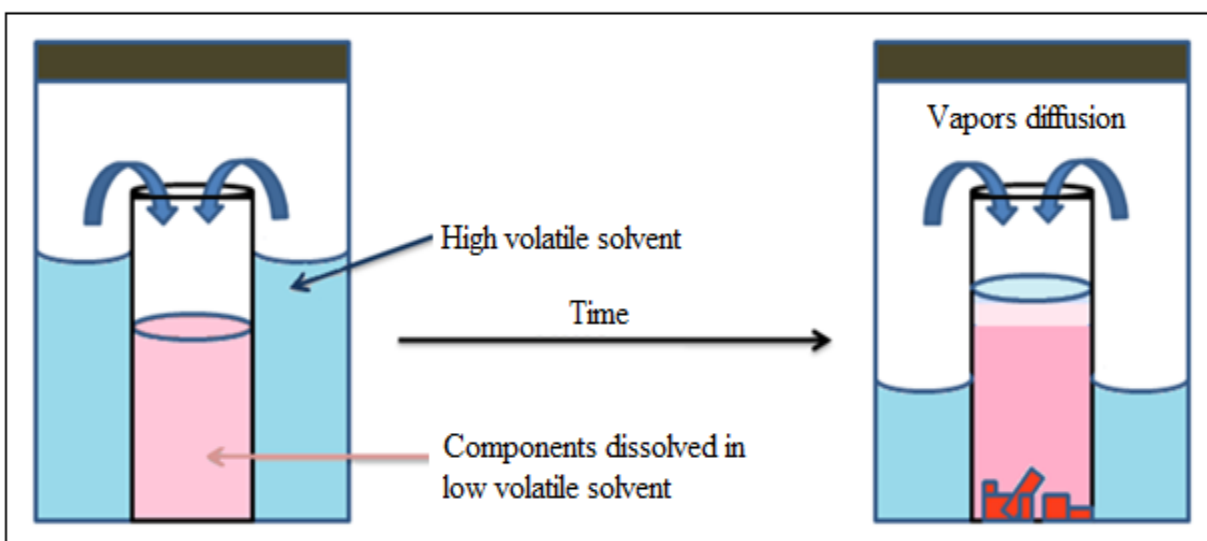 Vapors diffusion
High volatile solvent
Time
Components dissolved in
low volatile solvent